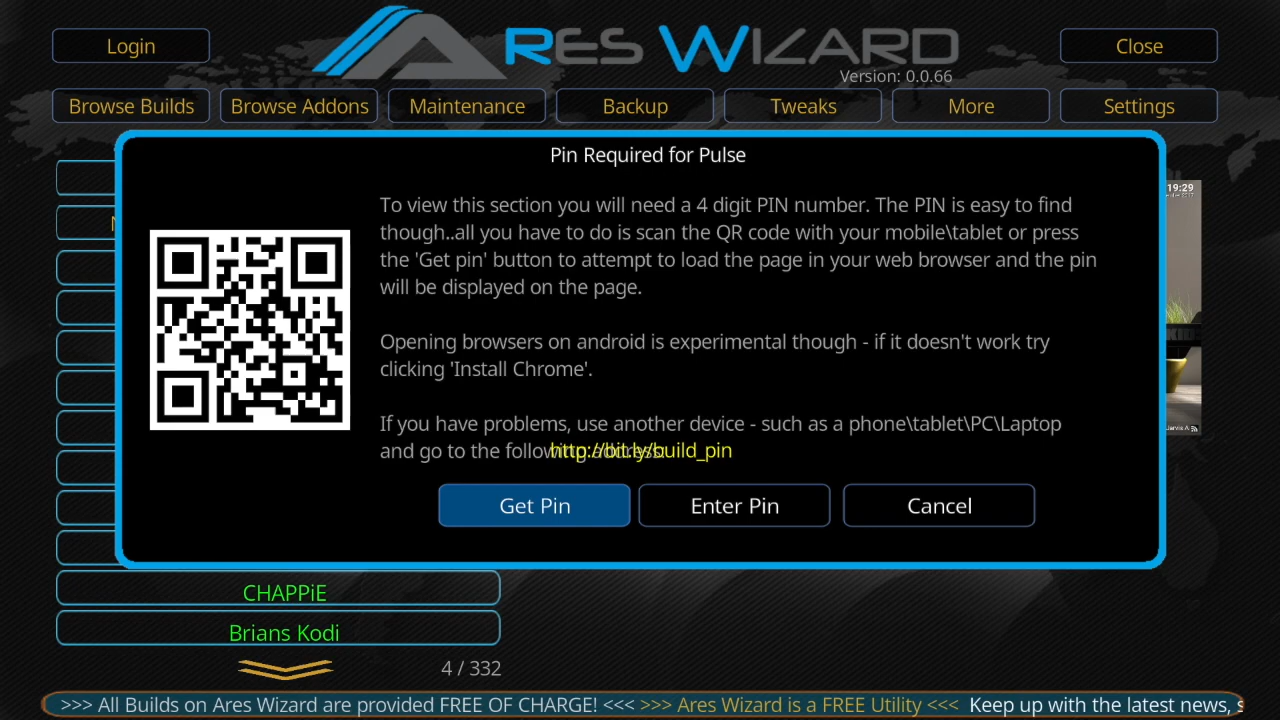 Login
ARES WIZARD
Close
Version: 0.0.66
Browse Builds
Browse Addons
Maintenance
Backup
Tweaks
More
Settings
Pin Required for Pulse
19:29
To view this section you will need a 4 digit PIN number. The PIN is easy to find
though..all you have to do is scan the QR code with your mobile\tablet or press
the 'Get pin' button to attempt to load the page in your web browser and the pin
will be displayed on the page.
Opening browsers on android is experimental though - if it doesn't work try
clicking 'Install Chrome'.
If you have problems, use another device - such as a phone\tablet\PC\Laptop
and go to the following address:
http://bit.ly/build_pin
Get Pin
Enter Pin
Cancel
CHAPPiE
Brians Kodi
4 / 332
>>> All Builds on Ares Wizard are provided FREE OF CHARGE! <<< >>> Ares Wizard is a FREE Utility <<< Keep up with the latest news, s